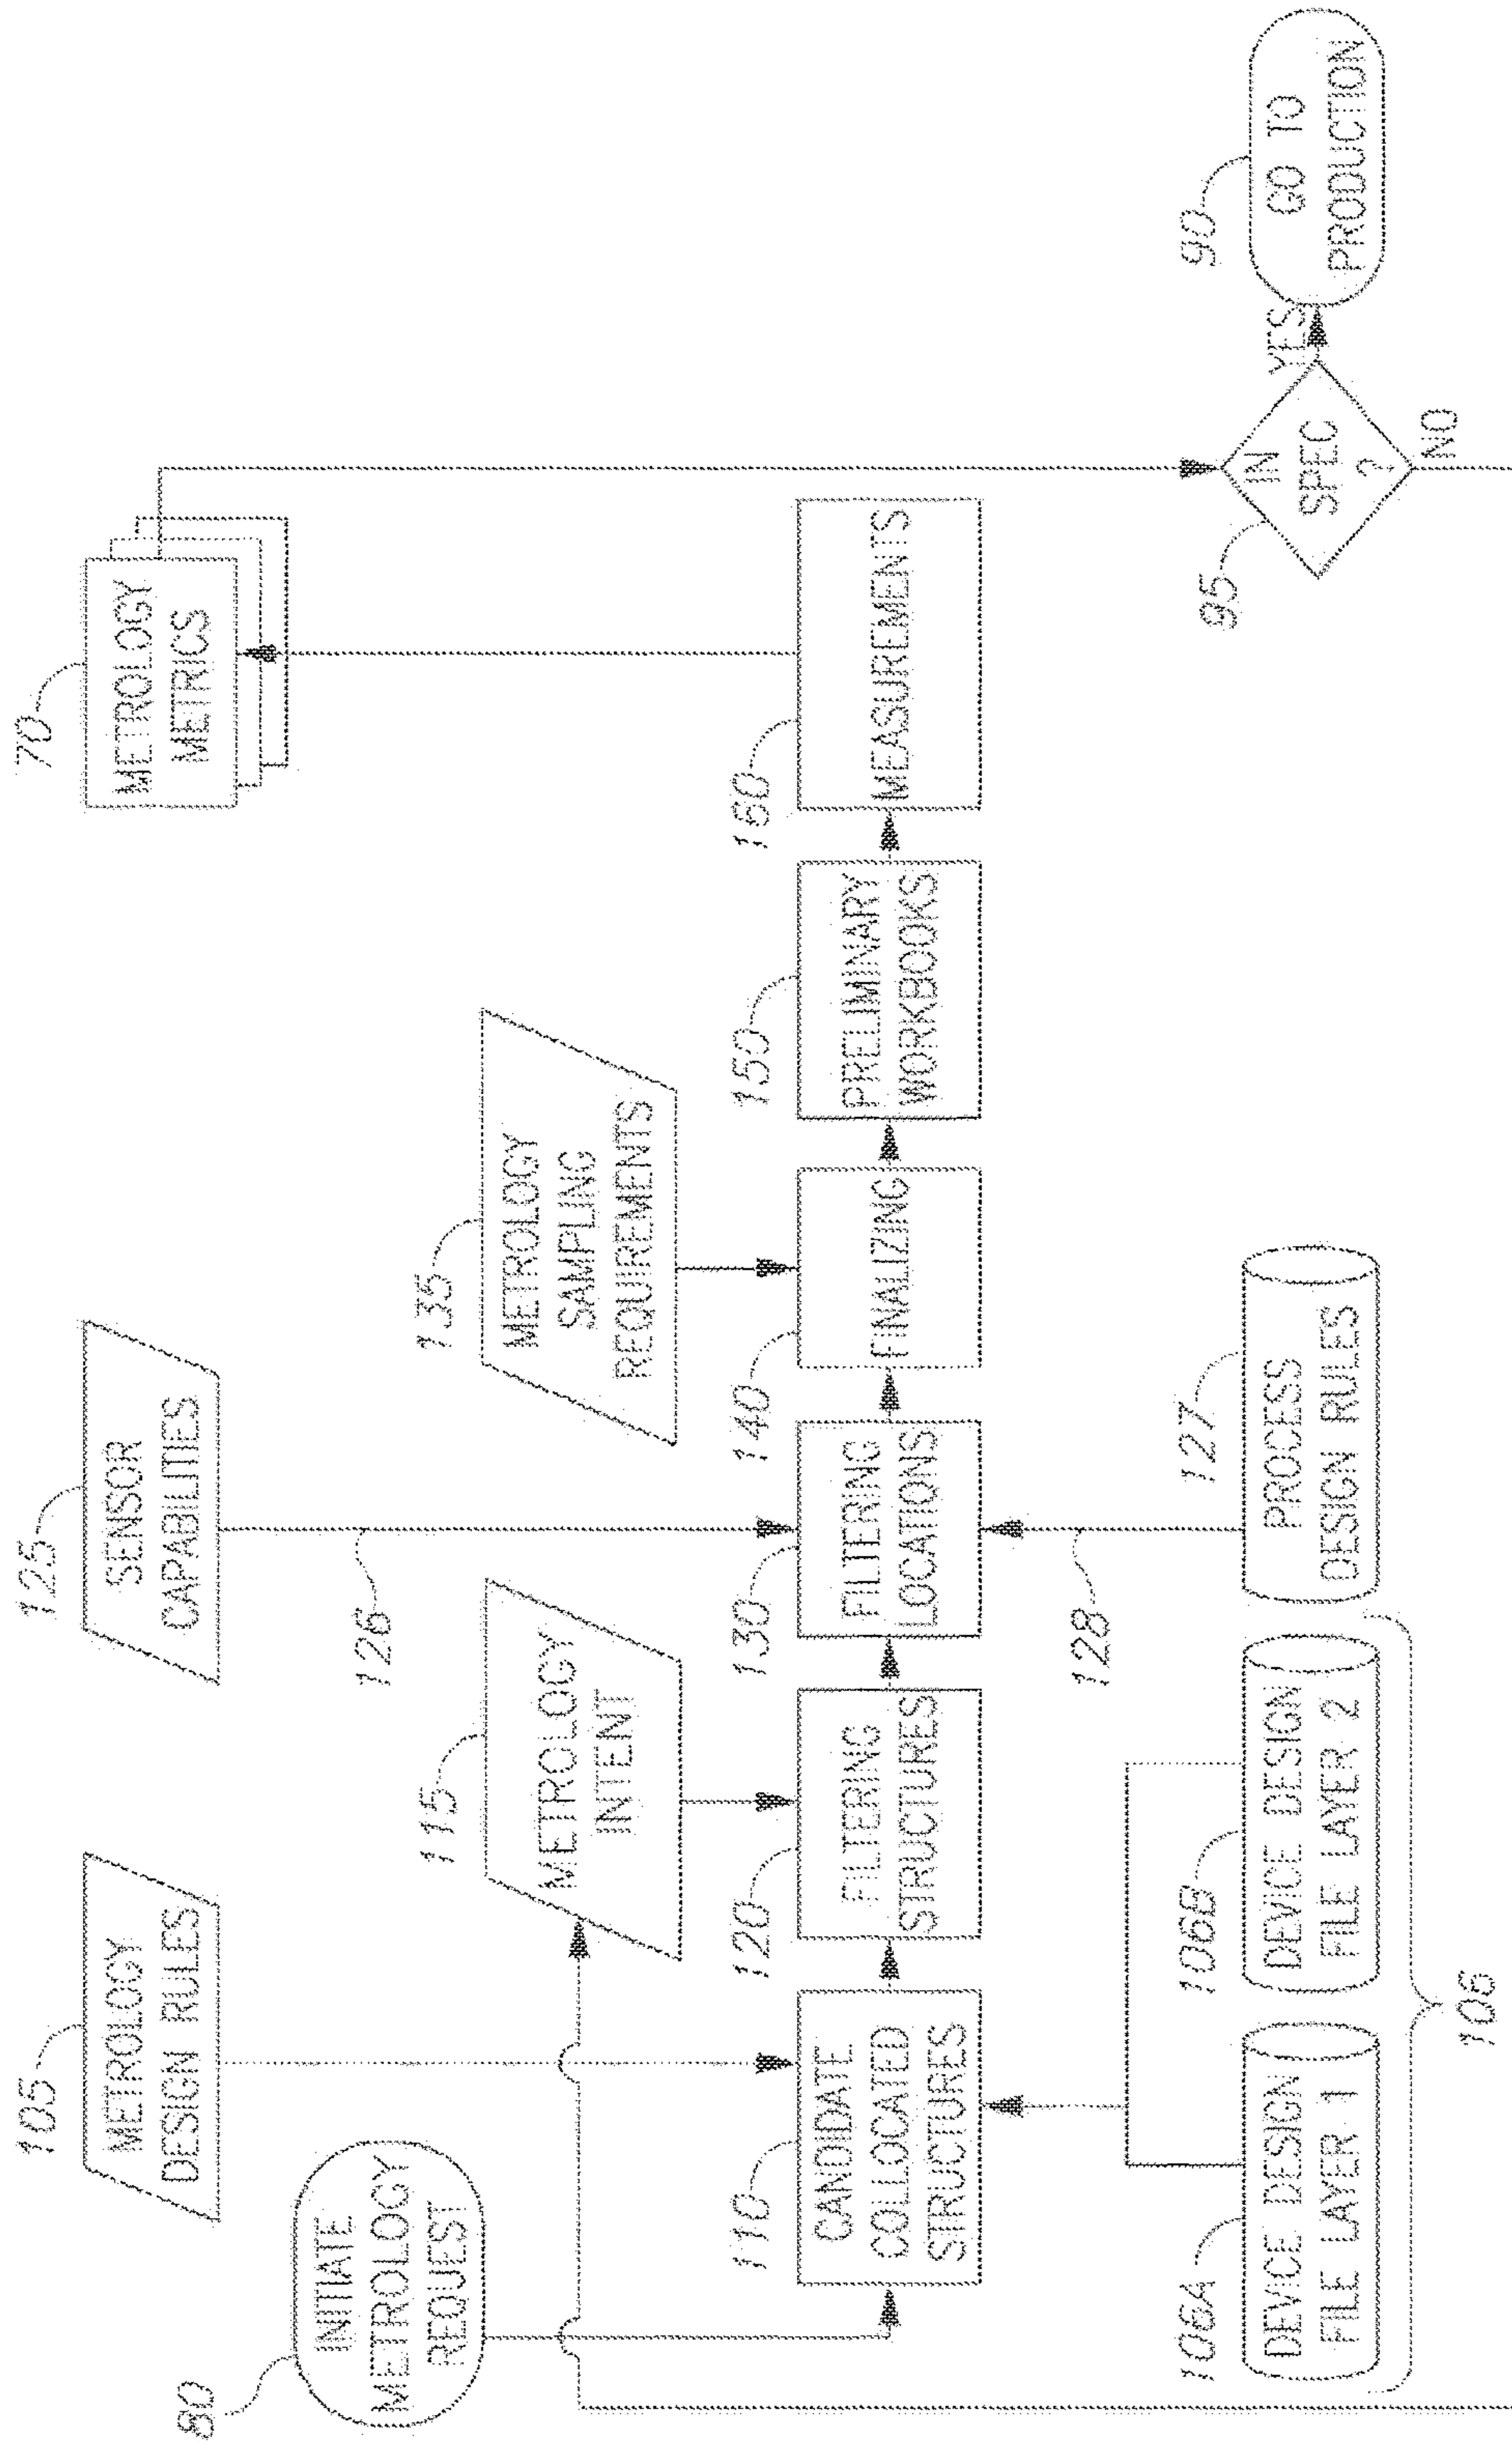 80
INITIATE
METROLOGY
REQUEST
105
METROLOGY
DESIGN RULES
125
SENSOR
CAPABILITIES
126
70
METROLOGY
METRICS
115
METROLOGY
INTENT
135
METROLOGY
SAMPLING
REQUIREMENTS
110
CANDIDATE
COLLOCATED
STRUCTURES
120
FILTERING
STRUCTURES
130
FILTERING
LOCATIONS
140
FINALIZING
150
PRELIMINARY
WORKBOOKS
160
MEASUREMENTS
128
106A
DEVICE DESIGN
FILE LAYER 1
106B
DEVICE DESIGN
FILE LAYER 2
127
PROCESS
DESIGN RULES
106
95
IN
SPEC
?
YES
NO
90
GO TO
PRODUCTION